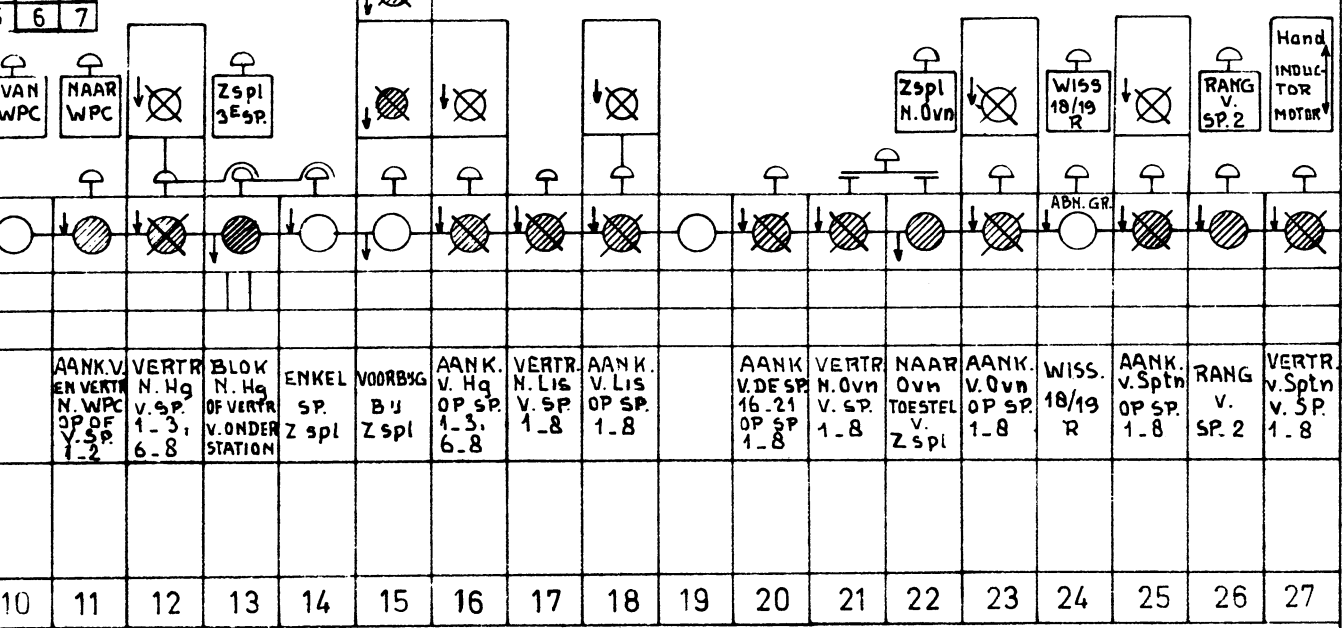 6 7
VAN
WPC
NAAR
WPC
Zspl
3E SP.
Zspl
N.Ovn
WISS
18/19
R
RANG
V.
SP. 2
Hand
INDUC-
TOR
MOTOR
ABN. GR.
AANK.V.
EN VERTR
N. WPC
OP OF
V. SP.
1-2
VERTR
N. Hg
V. SP.
1-3,
6-8
BLOK
N. Hg
OF VERTR
V. ONDER
STATION
ENKEL
SP.
Z spl
VOORBIJG
BIJ
Z spl
AANK.
V. Hg
OP SP.
1-3,
6-8
VERTR.
N. Lis
V. SP.
1-8
AANK.
V. Lis
OP SP.
1-8
AANK
V. DE SP.
16-21
OP SP
1-8
VERTR
N. Ovn
V. SP.
1-8
NAAR
Ovn
TOESTEL
V.
Z spl
AANK.
V. Ovn
OP SP.
1-8
WISS.
18/19
R
AANK.
v. Sptn
OP SP.
1-8
RANG
V.
SP. 2
VERTR.
v. Sptn
V. SP.
1-8
10 11 12 13 14 15 16 17 18 19 20 21 22 23 24 25 26 27